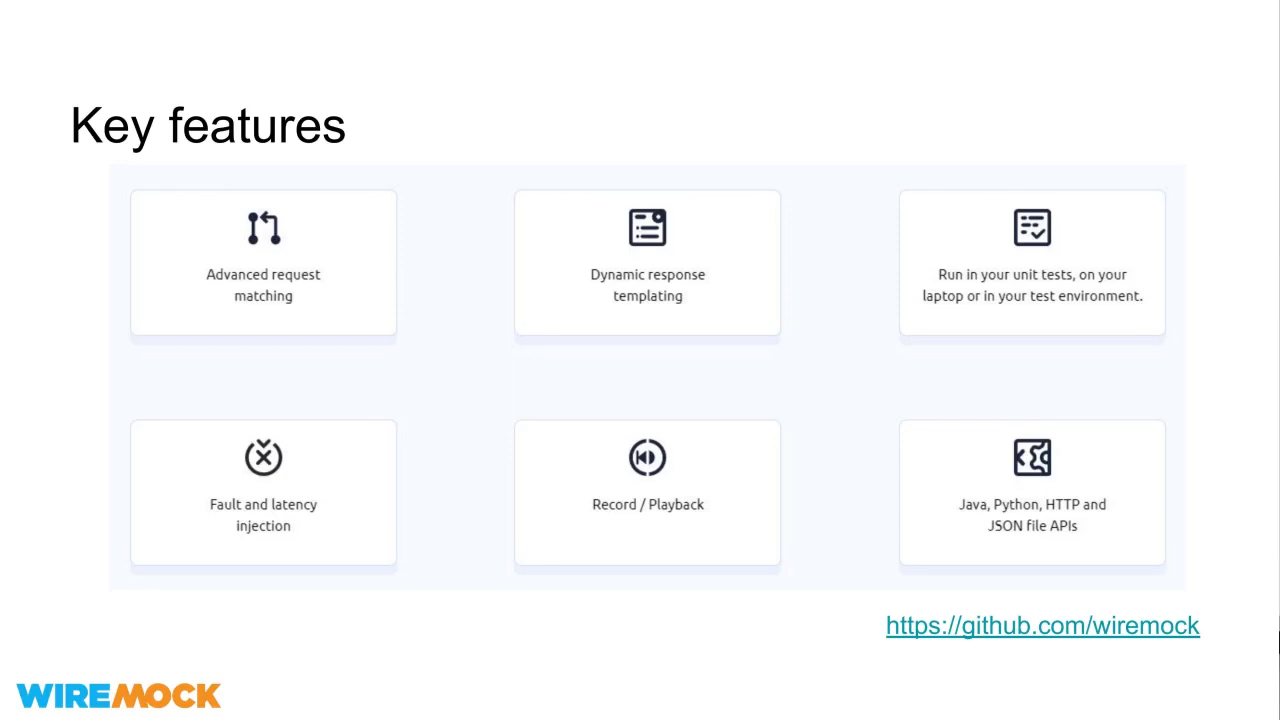 Key features
Advanced request
matching
Dynamic response
templating
Run in your unit tests, on your
laptop or in your test environment.
Fault and latency
injection
Record / Playback
Java, Python, HTTP and
JSON file APIs
https://github.com/wiremock
WIREMOCK